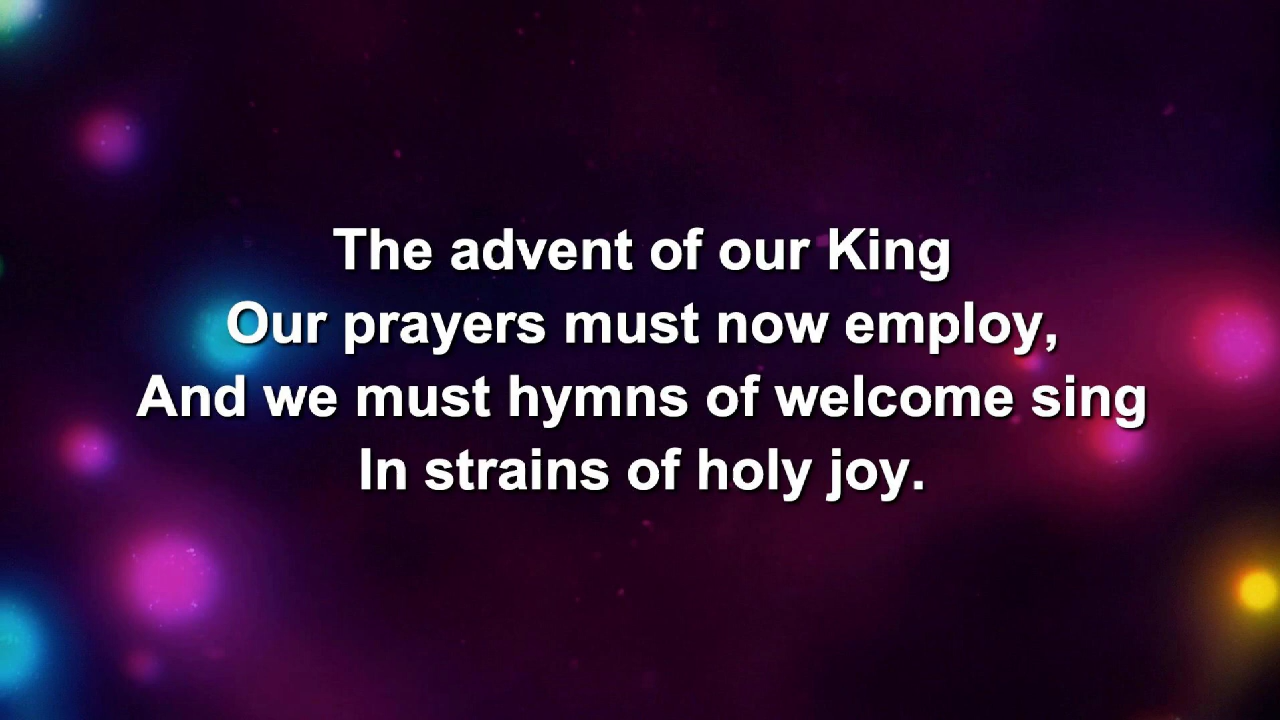 The advent of our King
Our prayers must now employ,
And we must hymns of welcome sing
In strains of holy joy.